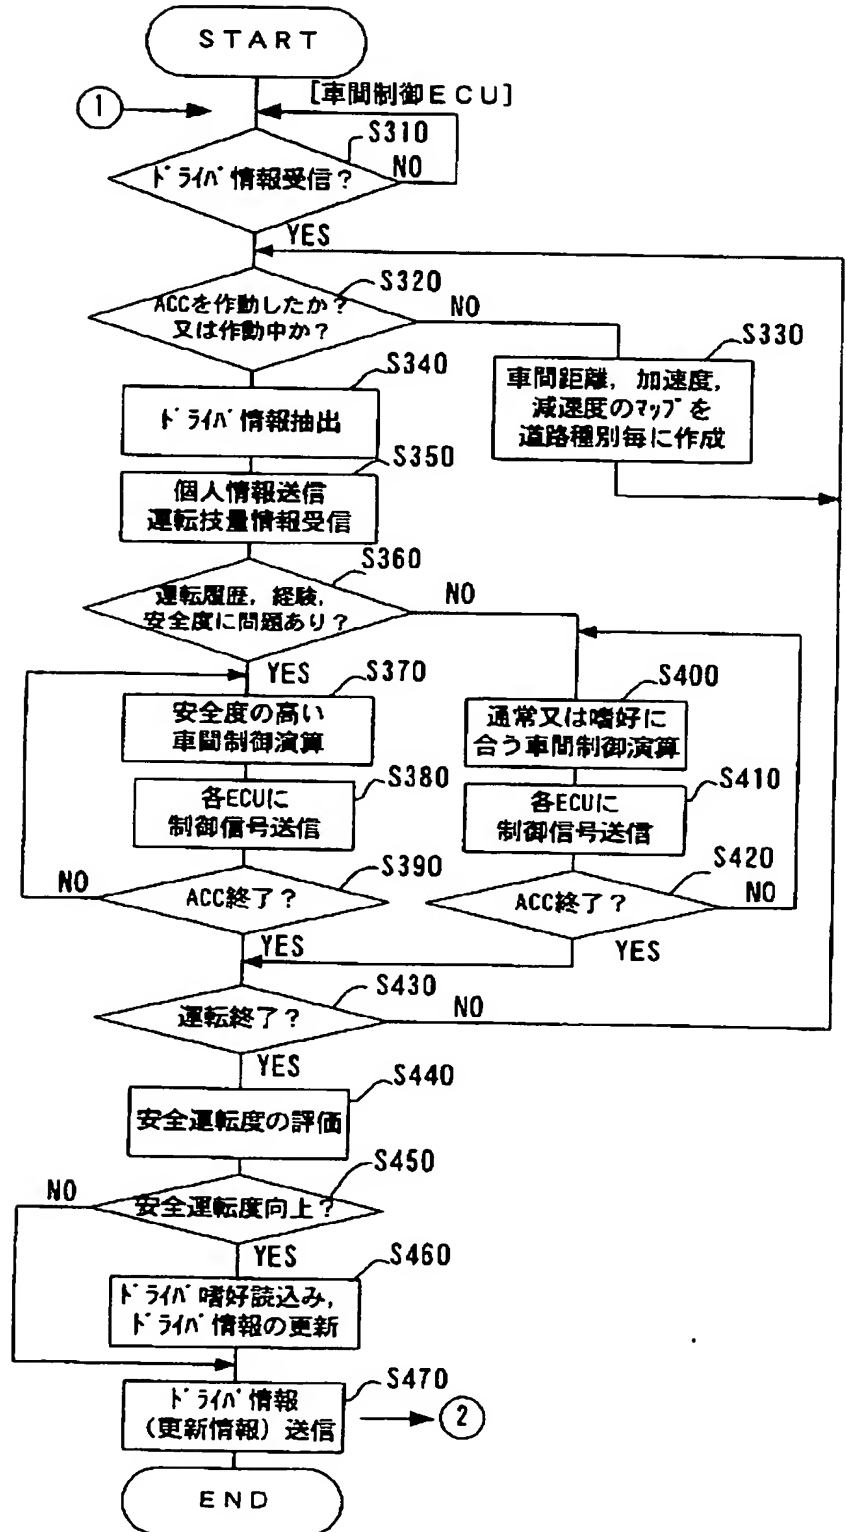 START
①
[車間制御ECU]
S310
ドライバ情報受信?
NO
YES
S320
ACCを作動したか?
又は作動中か?
NO
S330
車間距離, 加速度,
減速度のマップを
道路種別毎に作成
S340
ドライバ情報抽出
S350
個人情報送信
運転技量情報受信
S360
運転履歴, 経験,
安全度に問題あり?
NO
YES
S370
安全度の高い
車間制御演算
S380
各ECUに
制御信号送信
S390
ACC終了?
NO
YES
S400
通常又は嗜好に
合う車間制御演算
S410
各ECUに
制御信号送信
S420
ACC終了?
NO
YES
S430
運転終了?
NO
YES
S440
安全運転度の評価
S450
安全運転度向上?
NO
YES
S460
ドライバ嗜好読込み,
ドライバ情報の更新
S470
ドライバ情報
(更新情報)送信
②
END